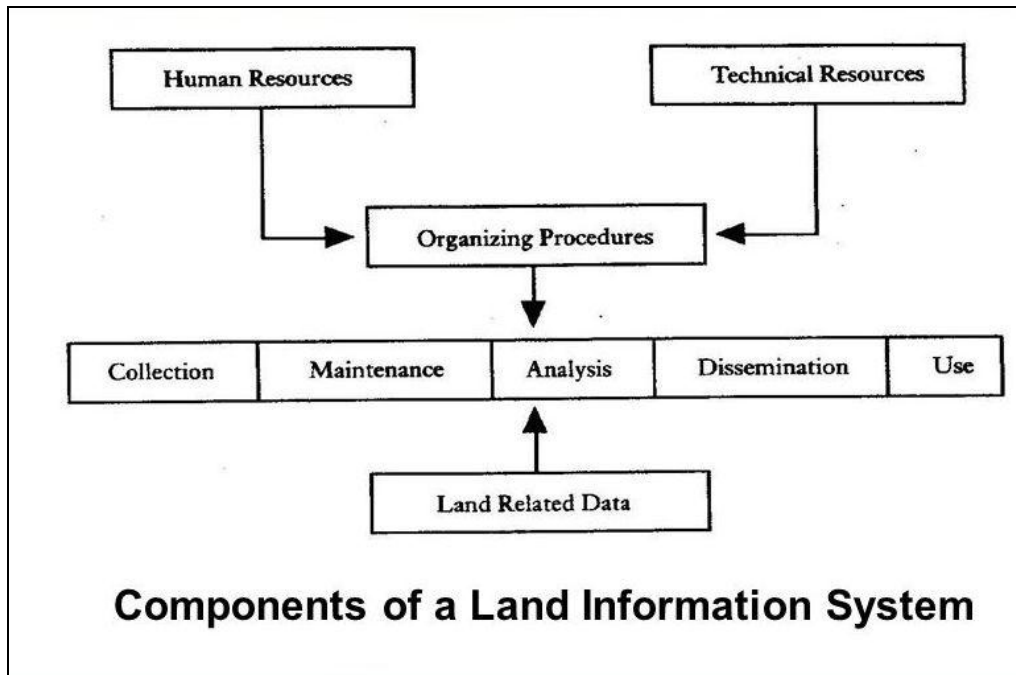 Human Resources
Technical Resources
Organizing Procedures
Collection
Maintenance
Analysis
Dissemination
Use
Land Related Data
Components of a Land Information System